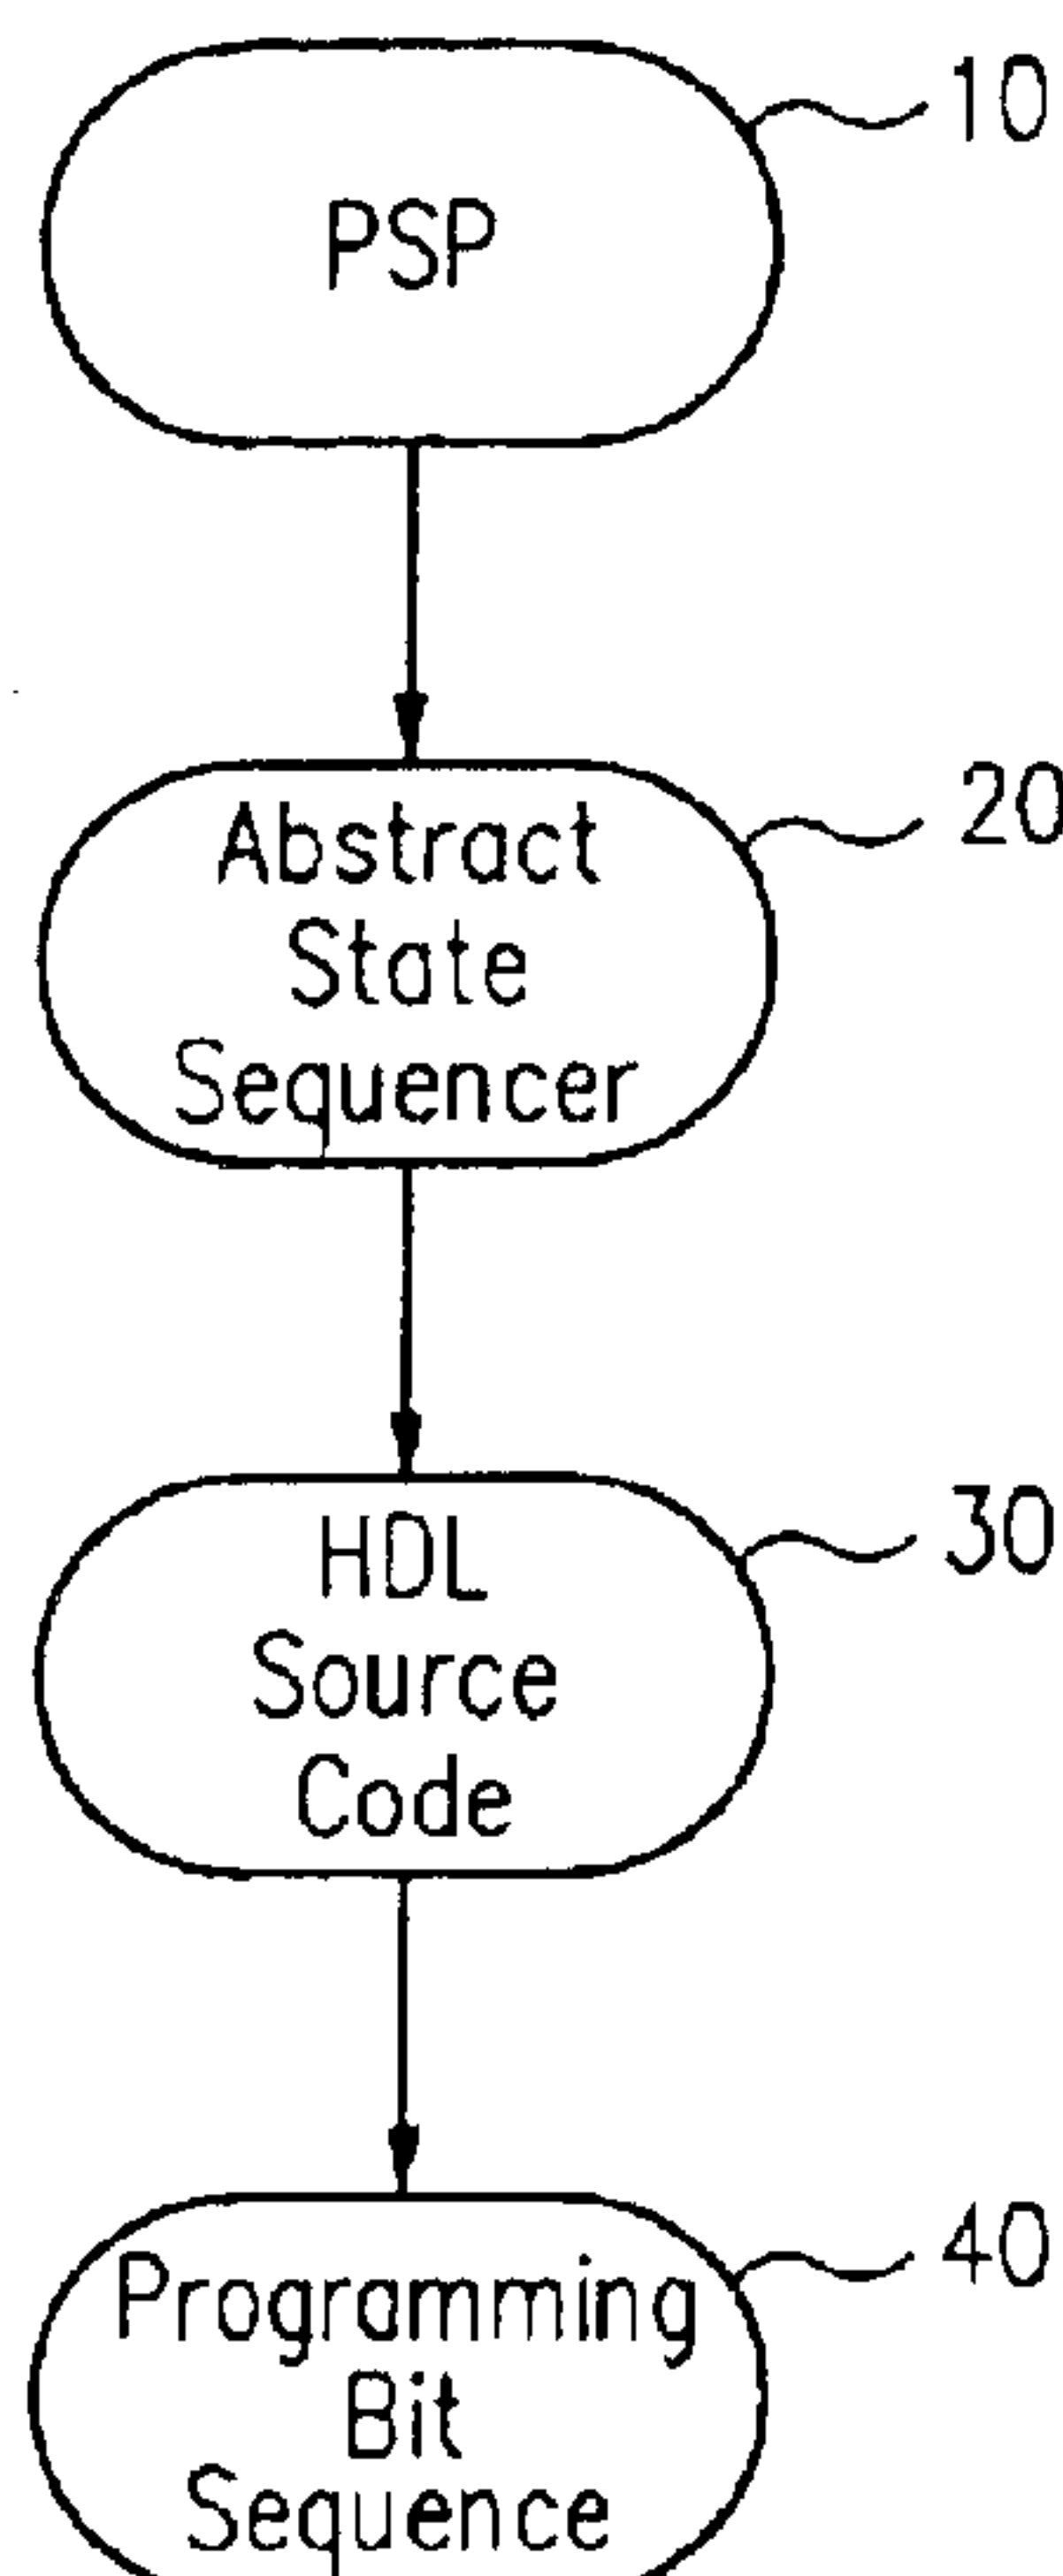 PSP
10
Abstract
State
Sequencer
20
HDL
Source
Code
30
Programming
Bit
Sequence
40